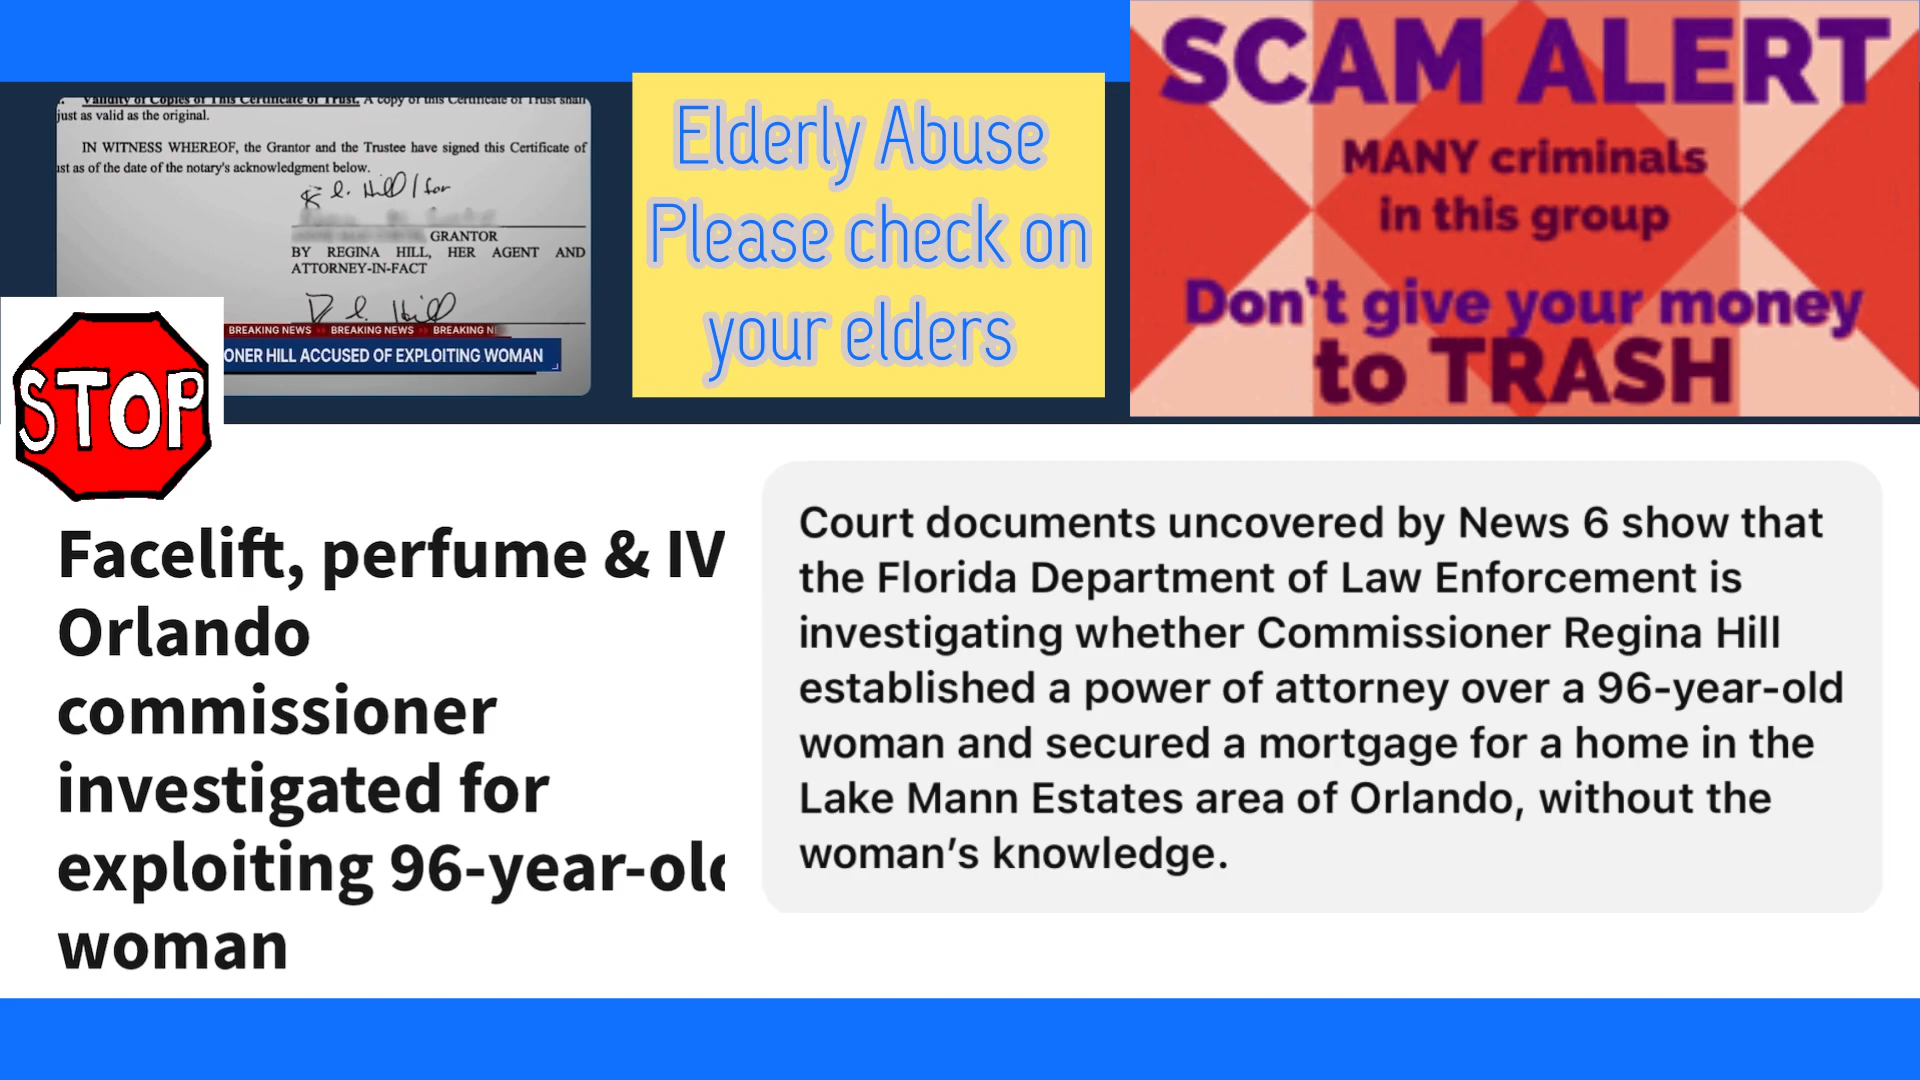 . Validity of Copies of This Certificate of Trust. A copy of this Certificate of Trust shall
just as valid as the original.
IN WITNESS WHEREOF, the Grantor and the Trustee have signed this Certificate of
ust as of the date of the notary's acknowledgment below.
R e. Hill / for
GRANTOR
BY REGINA HILL, HER AGENT AND
ATTORNEY-IN-FACT
R e. Hill
BREAKING NEWS BREAKING NEWS BREAKING N
ONER HILL ACCUSED OF EXPLOITING WOMAN
STOP
Elderly Abuse
Please check on
your elders
SCAM ALERT
MANY criminals
in this group
Don't give your money
to TRASH
Facelift, perfume & IV
Orlando
commissioner
investigated for
exploiting 96-year-old
woman
Court documents uncovered by News 6 show that
the Florida Department of Law Enforcement is
investigating whether Commissioner Regina Hill
established a power of attorney over a 96-year-old
woman and secured a mortgage for a home in the
Lake Mann Estates area of Orlando, without the
woman's knowledge.